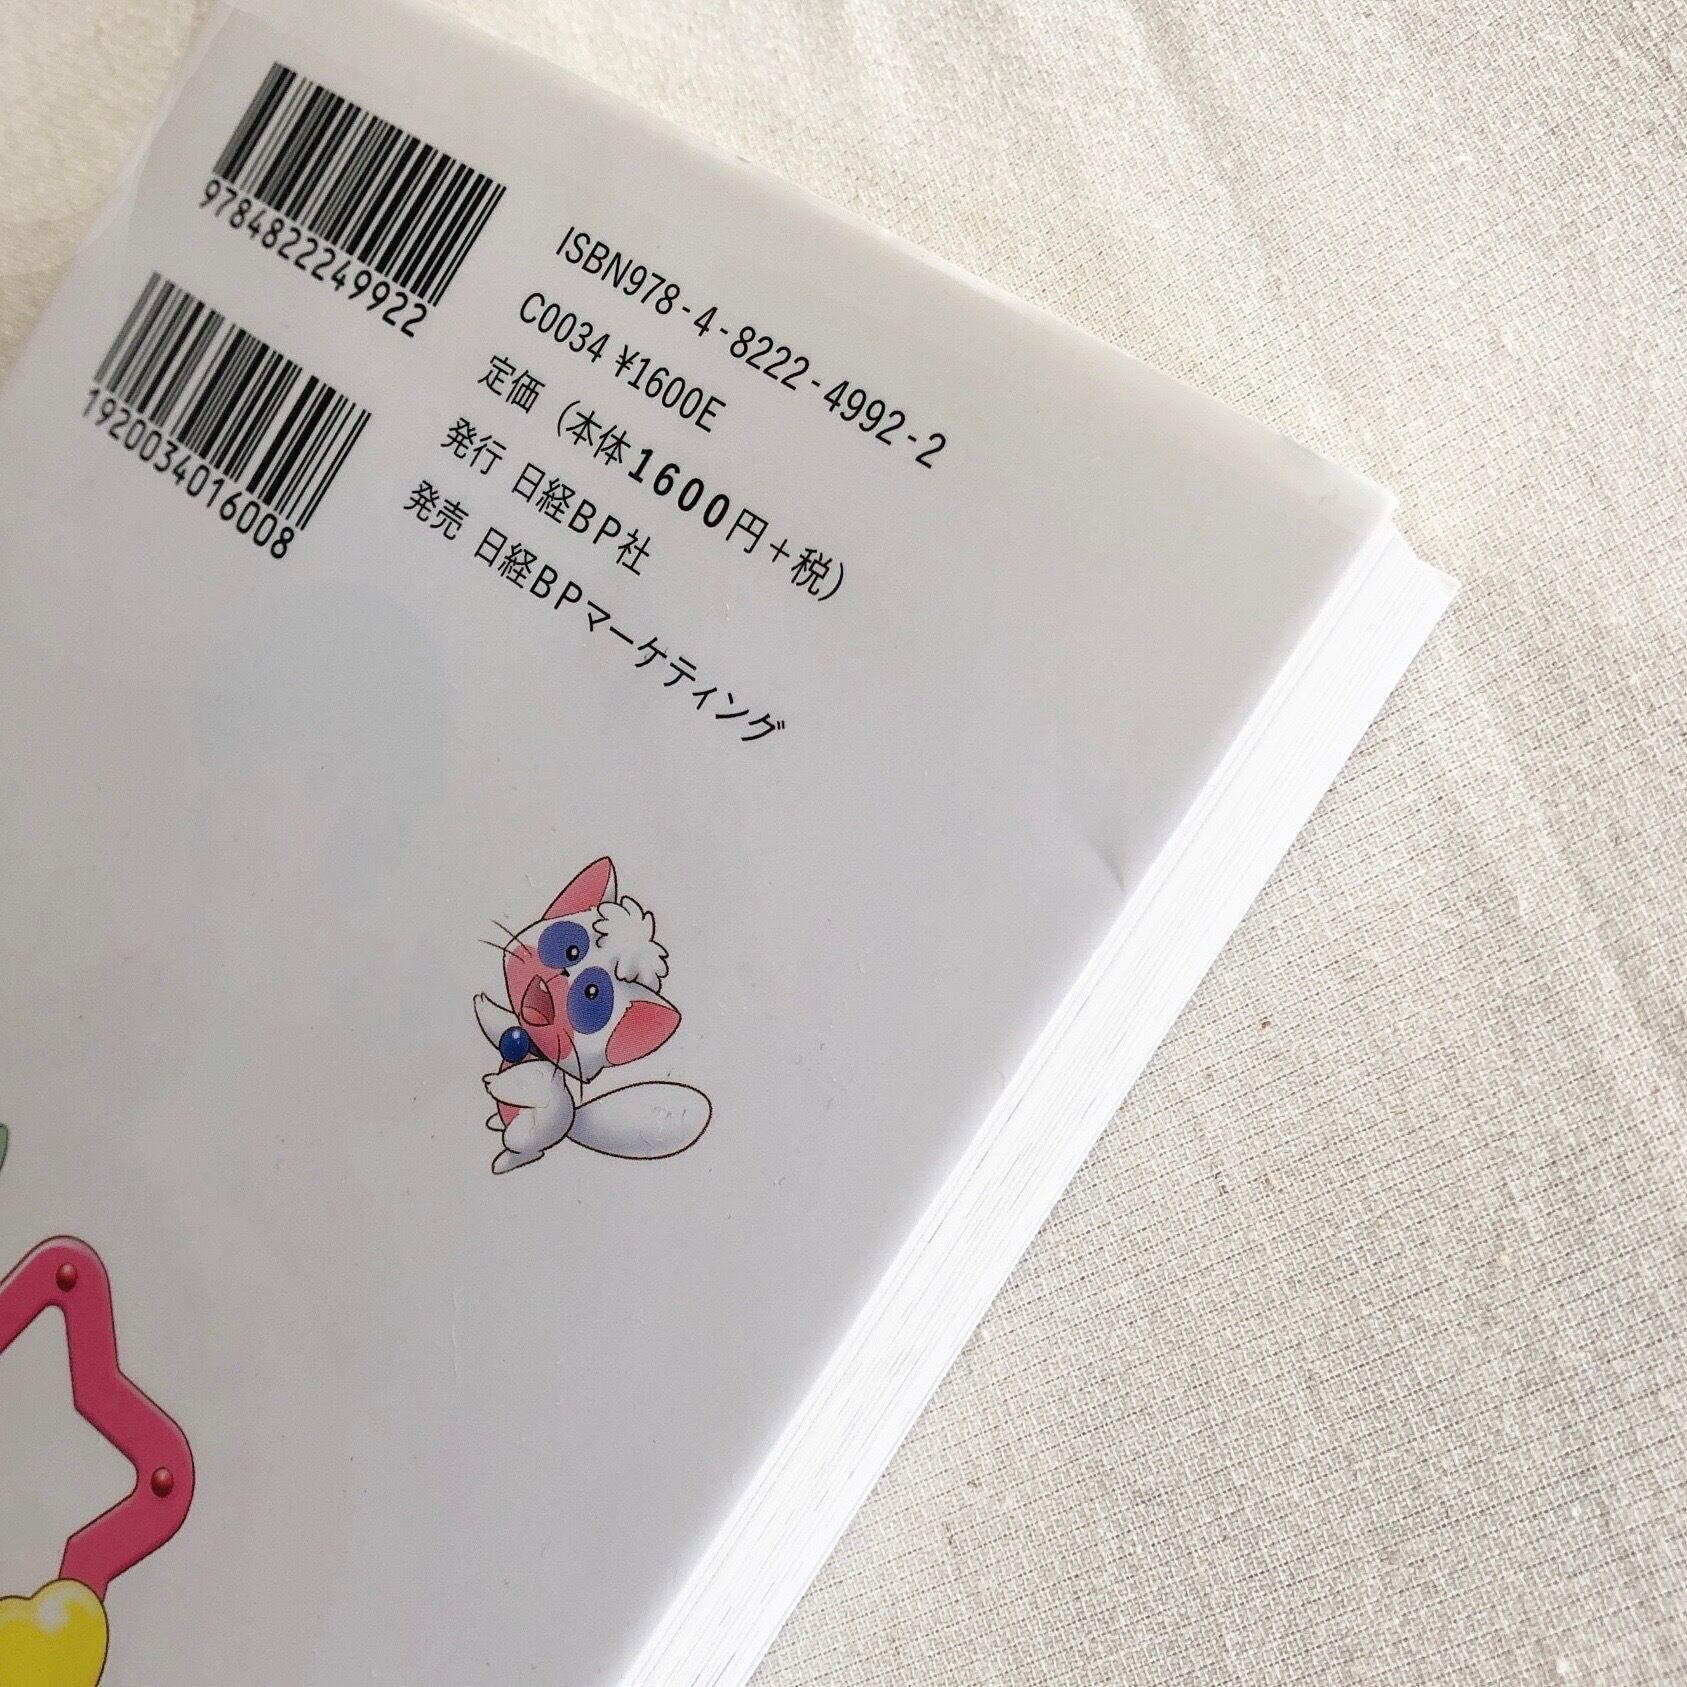 9784822249922
1920034016008
ISBN978-4-8222-4992-2
C0034 ¥1600E
定価（本体1600円＋税）
発行 日経BP社
発売 日経BPマーケティング